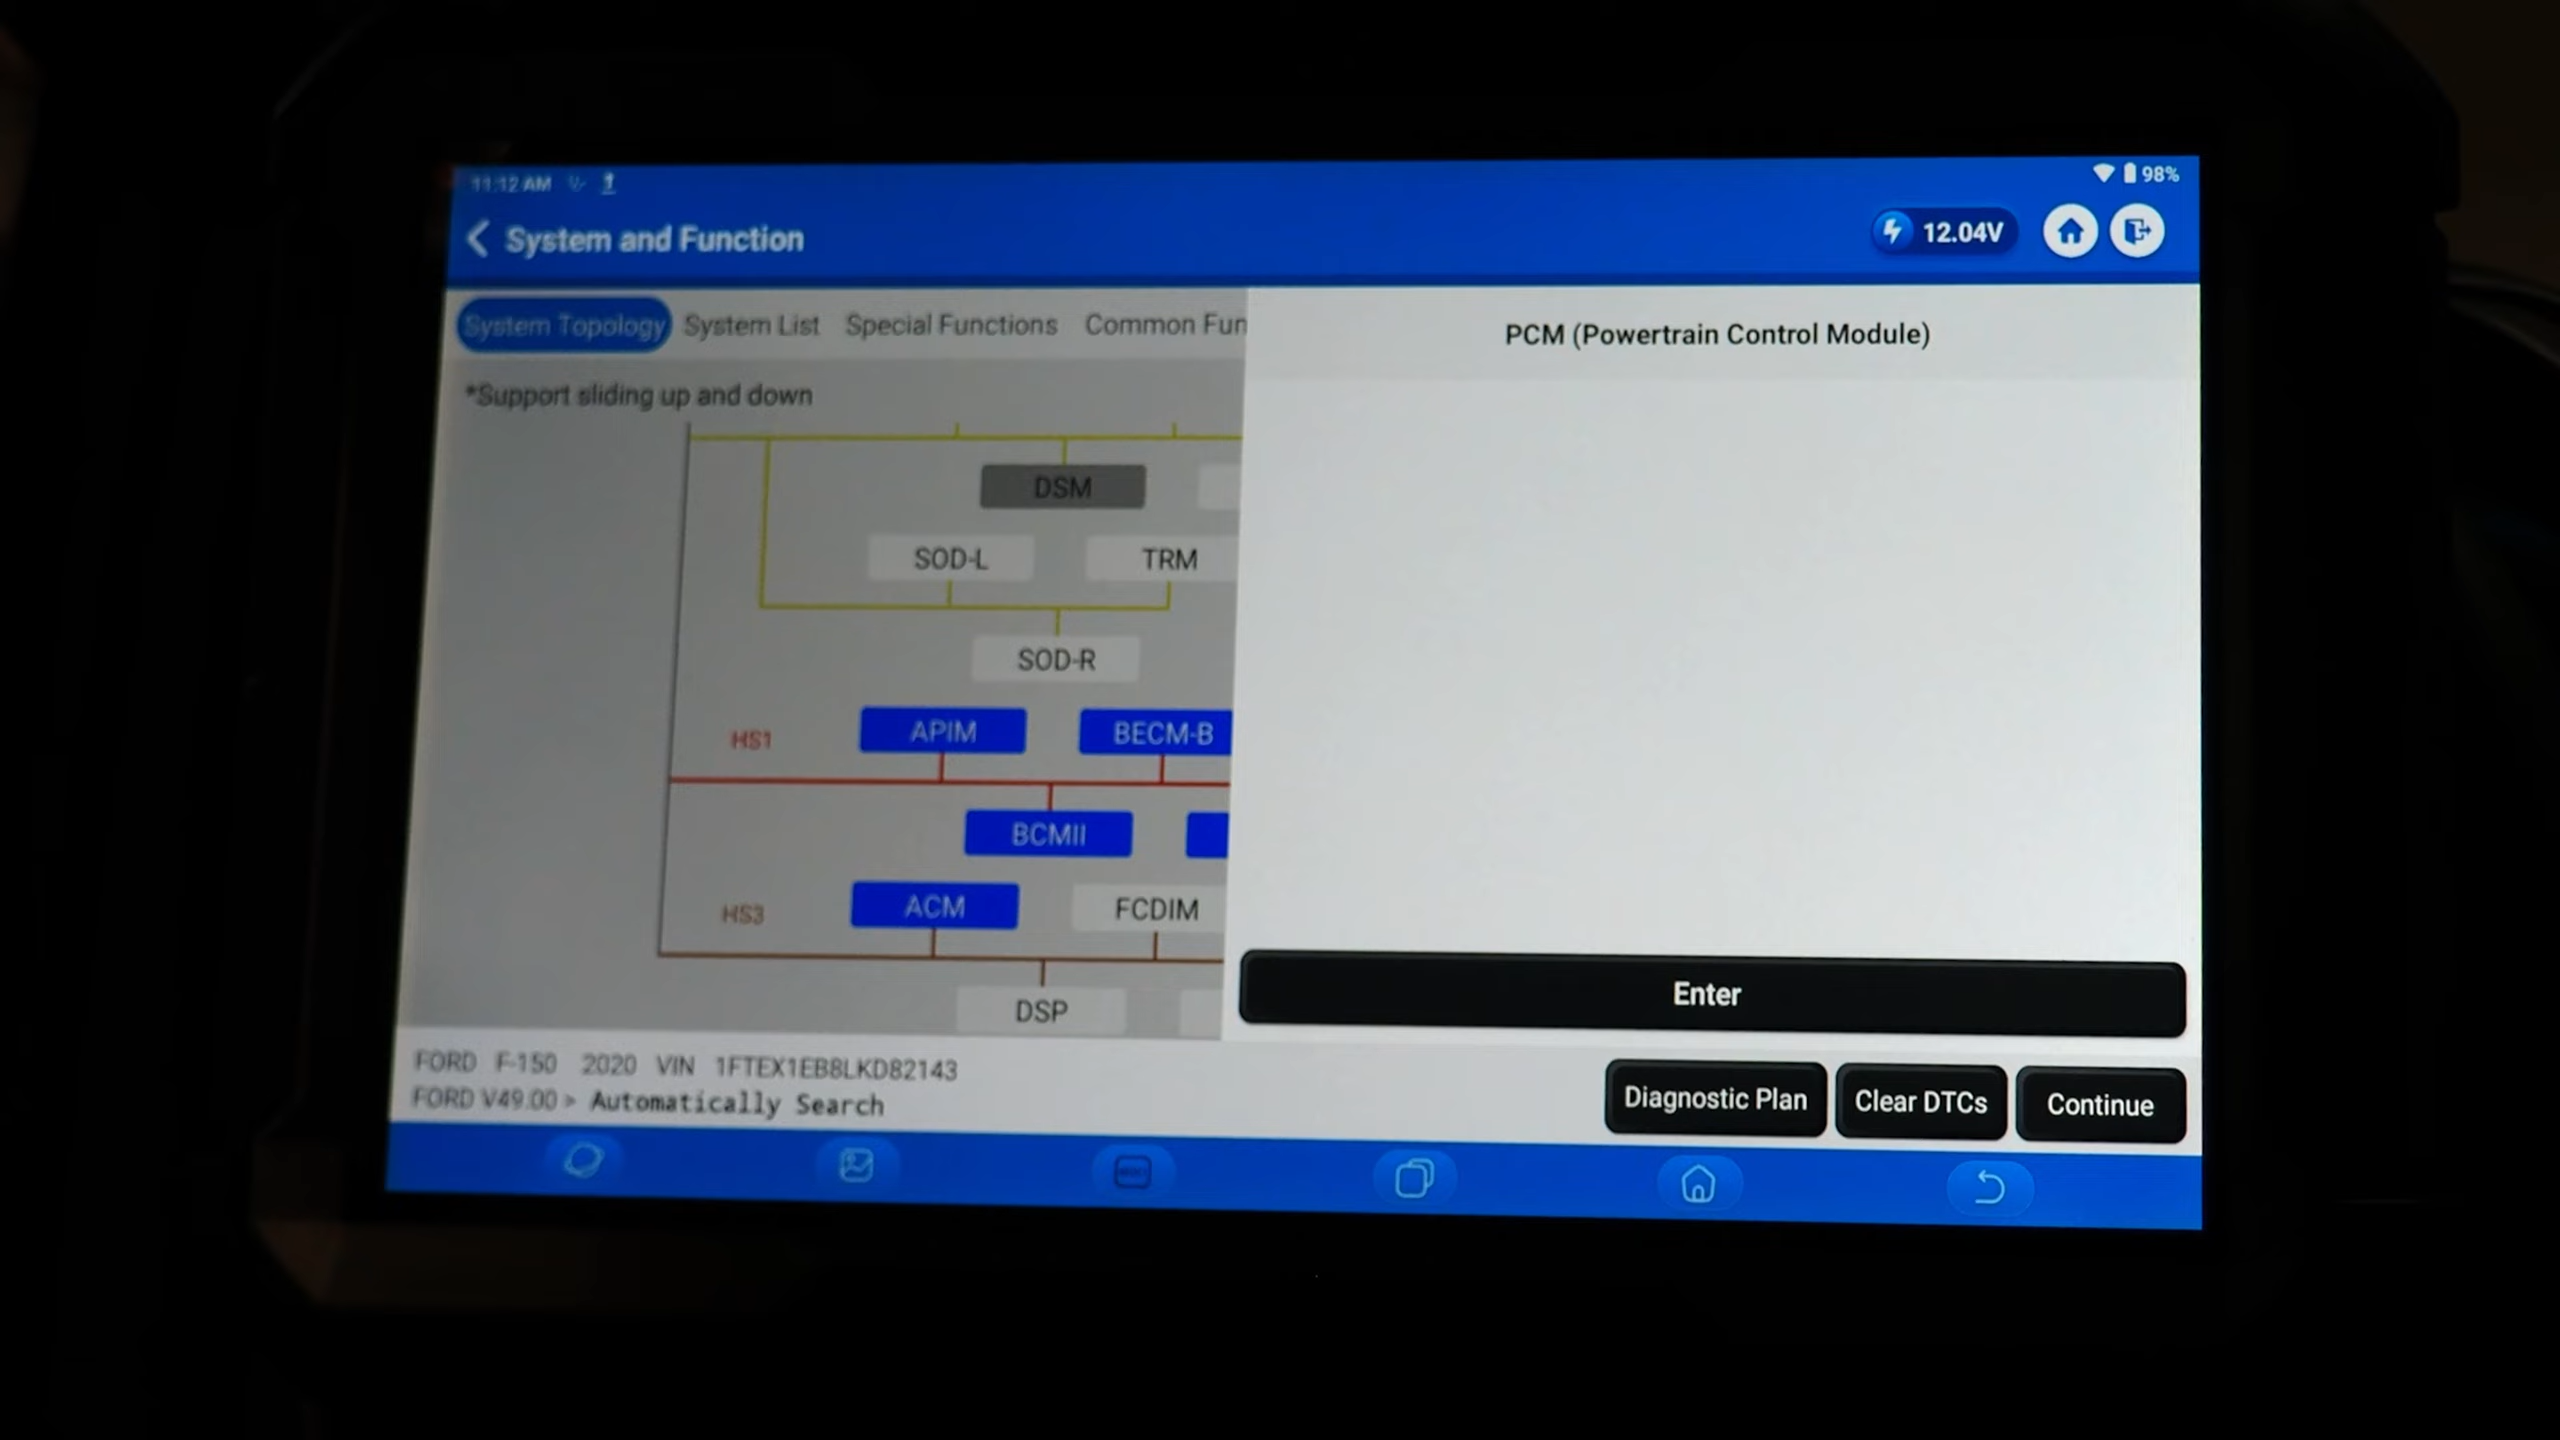 11:12 AM
98%
System and Function
12.04V
System Topology
System List
Special Functions
Common Fun
PCM (Powertrain Control Module)
*Support sliding up and down
DSM
SOD-L
TRM
SOD-R
HS1
APIM
BECM-B
BCMII
HS3
ACM
FCDIM
DSP
Enter
FORD F-150 2020 VIN 1FTEX1EB8LKD82143
FORD V49.00 > Automatically Search
Diagnostic Plan
Clear DTCs
Continue